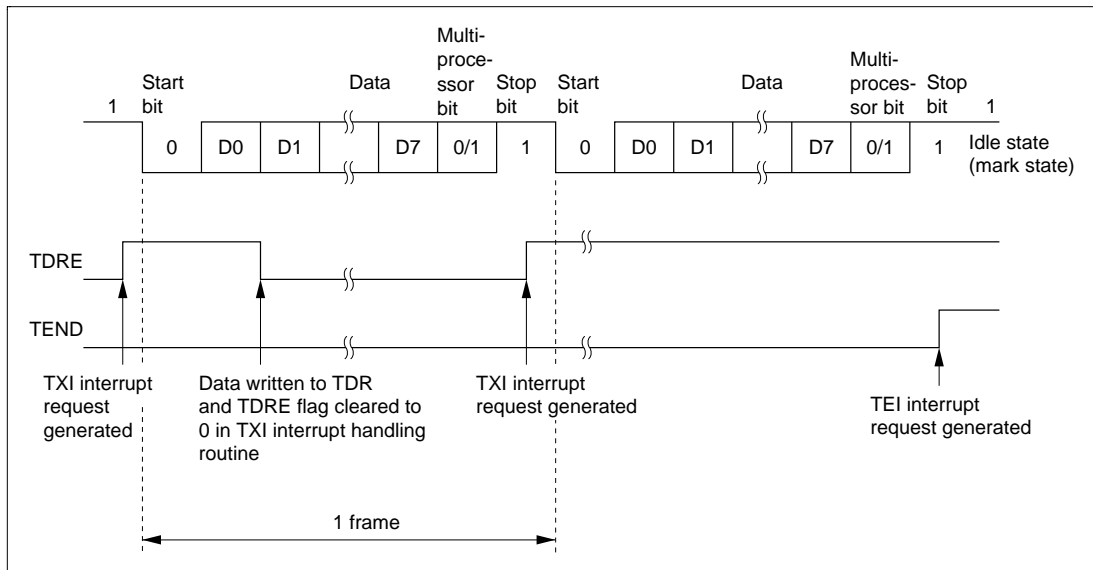 Multi-
proce-
ssor
bit
Start
bit
Data
Stop
bit
Start
bit
Data
Multi-
proces-
sor bit
Stop
bit
1
1
0
D0
D1
D7
0/1
1
0
D0
D1
D7
0/1
1
Idle state
(mark state)
TDRE
TEND
TXI interrupt
request
generated
Data written to TDR
and TDRE flag cleared to
0 in TXI interrupt handling
routine
TXI interrupt
request generated
TEI interrupt
request generated
1 frame